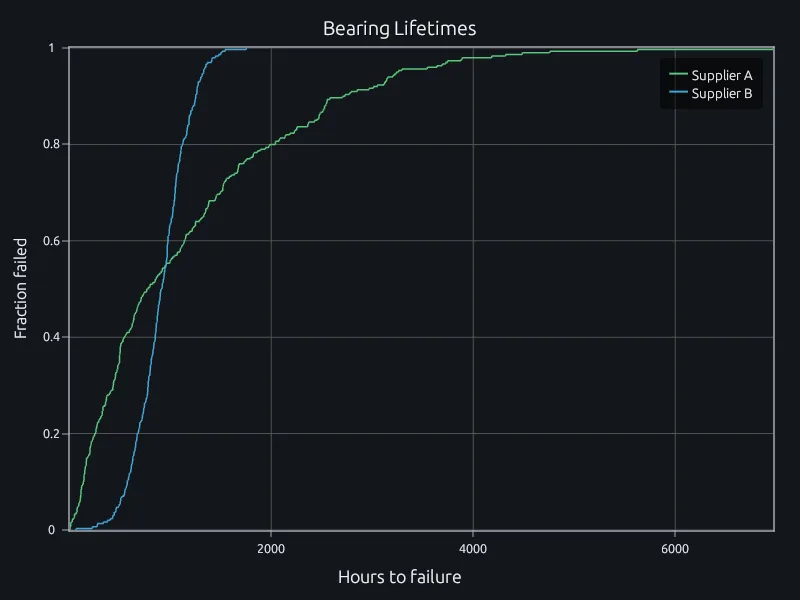 Bearing Lifetimes
Supplier A
Supplier B
Fraction failed
1
0.8
0.6
0.4
0.2
0
2000
4000
6000
Hours to failure